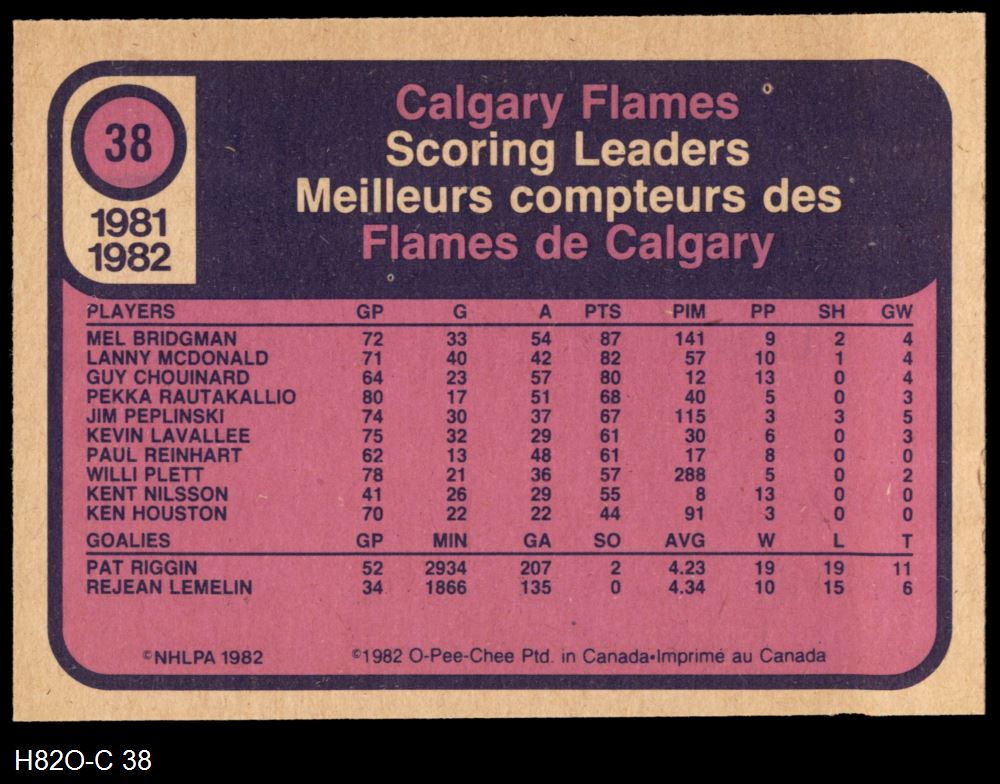 38
1981
1982
Calgary Flames
Scoring Leaders
Meilleurs compteurs des
Flames de Calgary
PLAYERS GP G A PTS PIM PP SH GW
MEL BRIDGMAN 72 33 54 87 141 9 2 4
LANNY MCDONALD 71 40 42 82 57 10 1 4
GUY CHOUINARD 64 23 57 80 12 13 0 4
PEKKA RAUTAKALLIO 80 17 51 68 40 5 0 3
JIM PEPLINSKI 74 30 37 67 115 3 3 5
KEVIN LAVALLEE 75 32 29 61 30 6 0 3
PAUL REINHART 62 13 48 61 17 8 0 0
WILLI PLETT 78 21 36 57 288 5 0 2
KENT NILSSON 41 26 29 55 8 13 0 0
KEN HOUSTON 70 22 22 44 91 3 0 0
GOALIES GP MIN GA SO AVG W L T
PAT RIGGIN 52 2934 207 2 4.23 19 19 11
REJEAN LEMELIN 34 1866 135 0 4.34 10 15 6
©NHLPA 1982 ©1982 O-Pee-Chee Ptd. in Canada•Imprimé au Canada
H82O-C 38